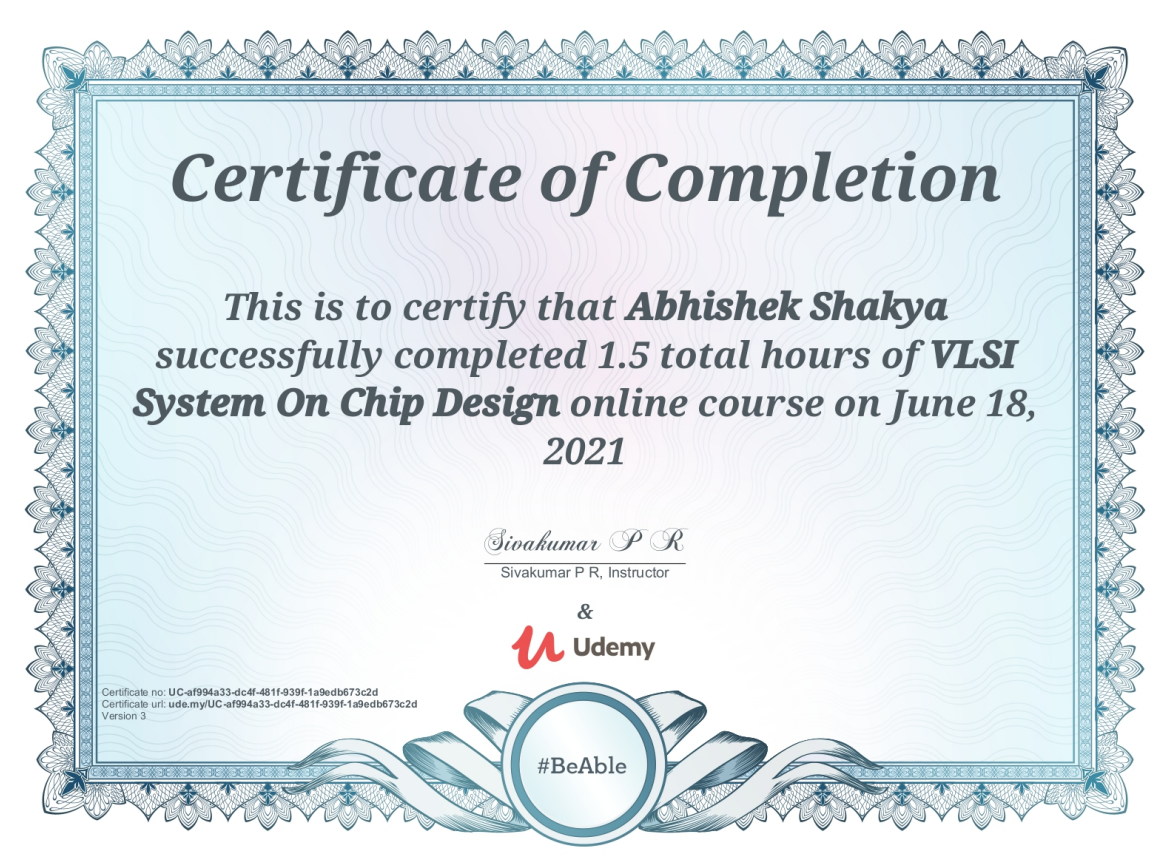 Certificate of Completion
This is to certify that Abhishek Shakya
successfully completed 1.5 total hours of VLSI
System On Chip Design online course on June 18,
2021
Sivakumar P R
Sivakumar P R, Instructor
&
Udemy
Certificate no: UC-af994a33-dc4f-481f-939f-1a9edb673c2d
Certificate url: ude.my/UC-af994a33-dc4f-481f-939f-1a9edb673c2d
Version 3
#BeAble